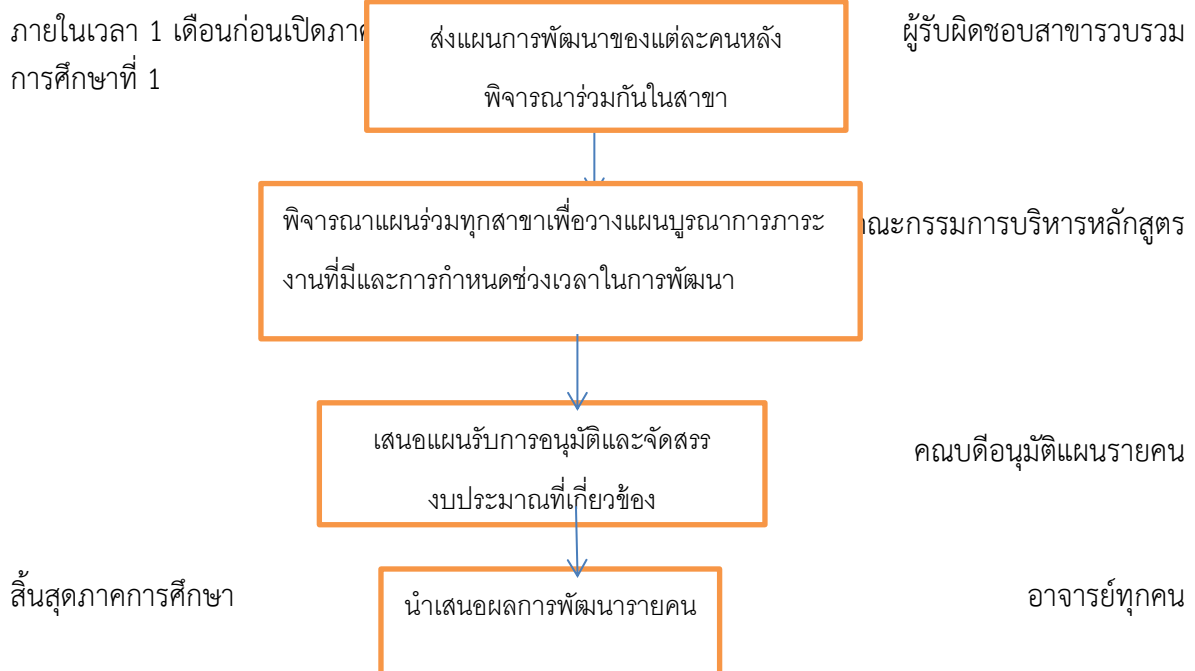 ภายในเวลา 1 เดือนก่อนเปิดภา
การศึกษาที่ 1
ส่งแผนการพัฒนาของแต่ละคนหลัง
พิจารณาร่วมกันในสาขา
ผู้รับผิดชอบสาขารวบรวม
พิจารณาแผนร่วมทุกสาขาเพื่อวางแผนบูรณาการภาระ
งานที่มีและการกำหนดช่วงเวลาในการพัฒนา
ณะกรรมการบริหารหลักสูตร
เสนอแผนรับการอนุมัติและจัดสรร
งบประมาณที่เกี่ยวข้อง
คณบดีอนุมัติแผนรายคน
สิ้นสุดภาคการศึกษา
นำเสนอผลการพัฒนารายคน
อาจารย์ทุกคน